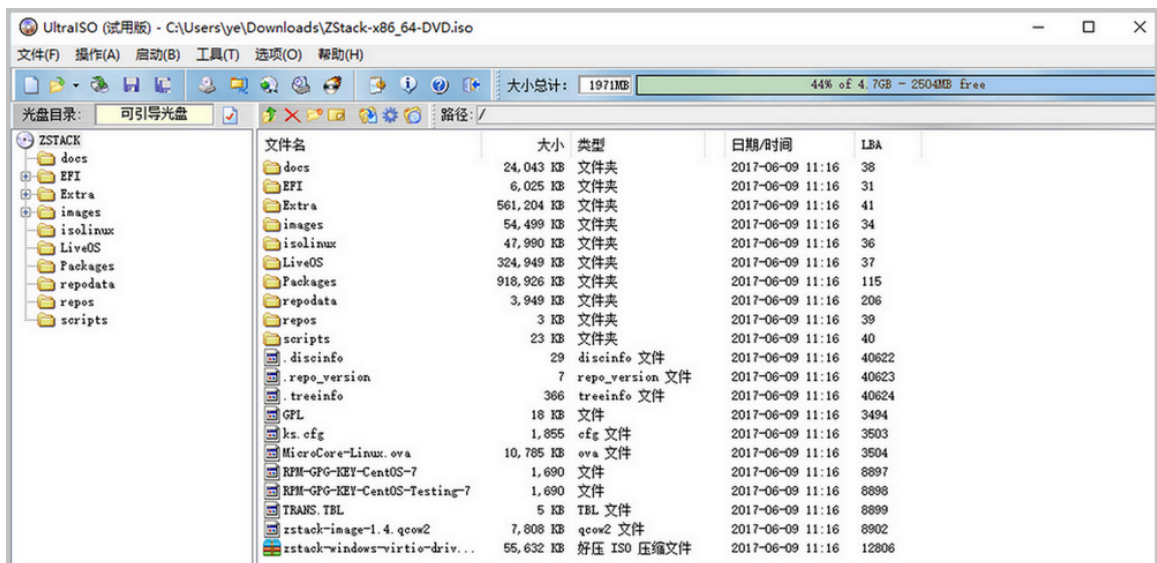 UltraISO (试用版) - C:\Users\ye\Downloads\ZStack-x86_64-DVD.iso
文件(F) 操作(A) 启动(B) 工具(T) 选项(O) 帮助(H)
大小总计: 1971MB 44% of 4.7GB - 2504MB free
光盘目录: 可引导光盘 路径: /
ZSTACK
docs
EFI
Extra
images
isolinux
LiveOS
Packages
repodata
repos
scripts
文件名 大小 类型 日期/时间 LBA
docs 24,043 KB 文件夹 2017-06-09 11:16 38
EFI 6,025 KB 文件夹 2017-06-09 11:16 31
Extra 561,204 KB 文件夹 2017-06-09 11:16 41
images 54,499 KB 文件夹 2017-06-09 11:16 34
isolinux 47,990 KB 文件夹 2017-06-09 11:16 36
LiveOS 324,949 KB 文件夹 2017-06-09 11:16 37
Packages 918,926 KB 文件夹 2017-06-09 11:16 115
repodata 3,949 KB 文件夹 2017-06-09 11:16 206
repos 3 KB 文件夹 2017-06-09 11:16 39
scripts 23 KB 文件夹 2017-06-09 11:16 40
.discinfo 29 discinfo 文件 2017-06-09 11:16 40622
.repo_version 7 repo_version 文件 2017-06-09 11:16 40623
.treeinfo 366 treeinfo 文件 2017-06-09 11:16 40624
GPL 18 KB 文件 2017-06-09 11:16 3494
ks.cfg 1,855 cfg 文件 2017-06-09 11:16 3503
MicroCore-Linux.ova 10,785 KB ova 文件 2017-06-09 11:16 3504
RPM-GPG-KEY-CentOS-7 1,690 文件 2017-06-09 11:16 8897
RPM-GPG-KEY-CentOS-Testing-7 1,690 文件 2017-06-09 11:16 8898
TRANS.TBL 5 KB TBL 文件 2017-06-09 11:16 8899
zstack-image-1.4.qcow2 7,808 KB qcow2 文件 2017-06-09 11:16 8902
zstack-windows-virtio-driv... 55,632 KB 好压 ISO 压缩文件 2017-06-09 11:16 12806